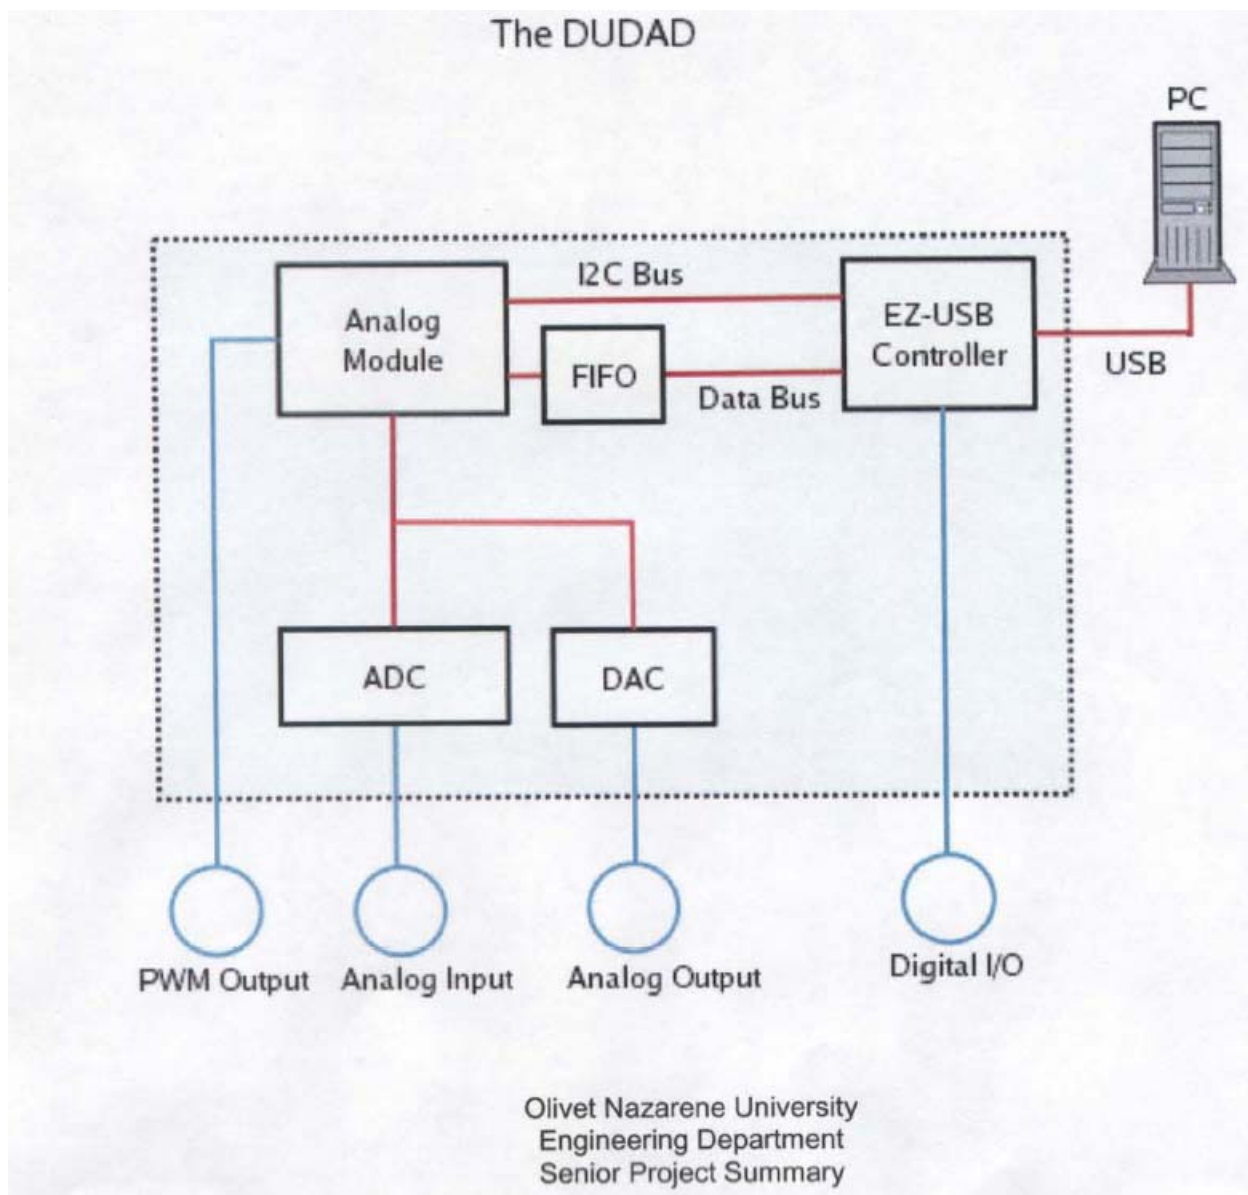 The DUDAD
PC
I2C Bus
Analog
Module
EZ-USB
Controller
FIFO
Data Bus
USB
ADC
DAC
PWM Output
Analog Input
Analog Output
Digital I/O
Olivet Nazarene University
Engineering Department
Senior Project Summary